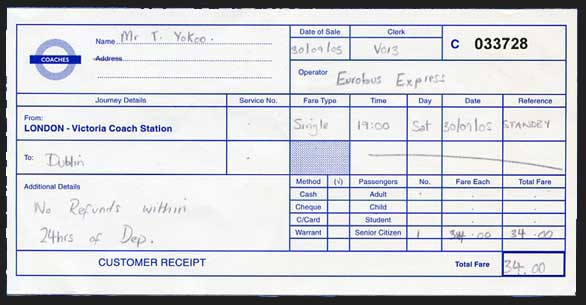 COACHES
Name Mr T. Yokoo.
Address
Date of Sale Clerk
30/09/05 Vo13
C 033728
Operator Eurobus Express
Journey Details Service No. Fare Type Time Day Date Reference
From:
LONDON - Victoria Coach Station Single 19:00 Sat 30/09/05 STANDBY
To: Dublin
Additional Details
No Refunds within
24hrs of Dep.
Method (√) Passengers No. Fare Each Total Fare
Cash Adult
Cheque Child
C/Card Student
Warrant Senior Citizen 1 34.00 34.00
CUSTOMER RECEIPT Total Fare 34.00